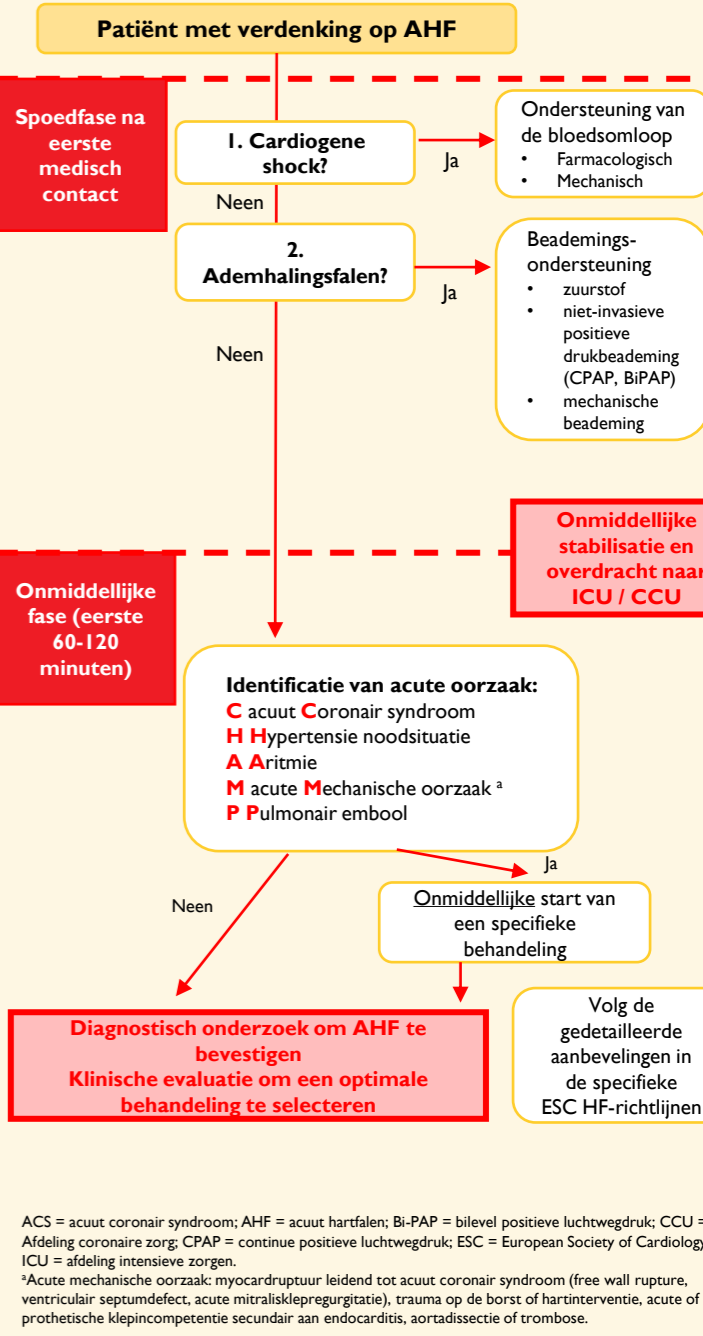 Patiënt met verdenking op AHF
Spoedfase na
eerste
medisch
contact
1. Cardiogene
shock?
Ja
Ondersteuning van
de bloedsomloop
• Farmacologisch
• Mechanisch
Neen
2.
Ademhalingsfalen?
Ja
Beademings-
ondersteuning
• zuurstof
• niet-invasieve
positieve
drukbeademing
(CPAP, BiPAP)
• mechanische
beademing
Neen
Onmiddellijke
stabilisatie en
overdracht naar
ICU / CCU
Onmiddellijke
fase (eerste
60-120
minuten)
Identificatie van acute oorzaak:
C acuut Coronair syndroom
H Hypertensie noodsituatie
A Aritmie
M acute Mechanische oorzaak ᵃ
P Pulmonair embool
Ja
Neen
Onmiddellijke start van
een specifieke
behandeling
Diagnostisch onderzoek om AHF te
bevestigen
Klinische evaluatie om een optimale
behandeling te selecteren
Volg de
gedetailleerde
aanbevelingen in
de specifieke
ESC HF-richtlijnen
ACS = acuut coronair syndroom; AHF = acuut hartfalen; Bi-PAP = bilevel positieve luchtwegdruk; CCU =
Afdeling coronaire zorg; CPAP = continue positieve luchtwegdruk; ESC = European Society of Cardiology
ICU = afdeling intensieve zorgen.
ᵃAcute mechanische oorzaak: myocardruptuur leidend tot acuut coronair syndroom (free wall rupture,
ventriculair septumdefect, acute mitralisklepregurgitatie), trauma op de borst of hartinterventie, acute of
prothetische klepincompetentie secundair aan endocarditis, aortadissectie of trombose.